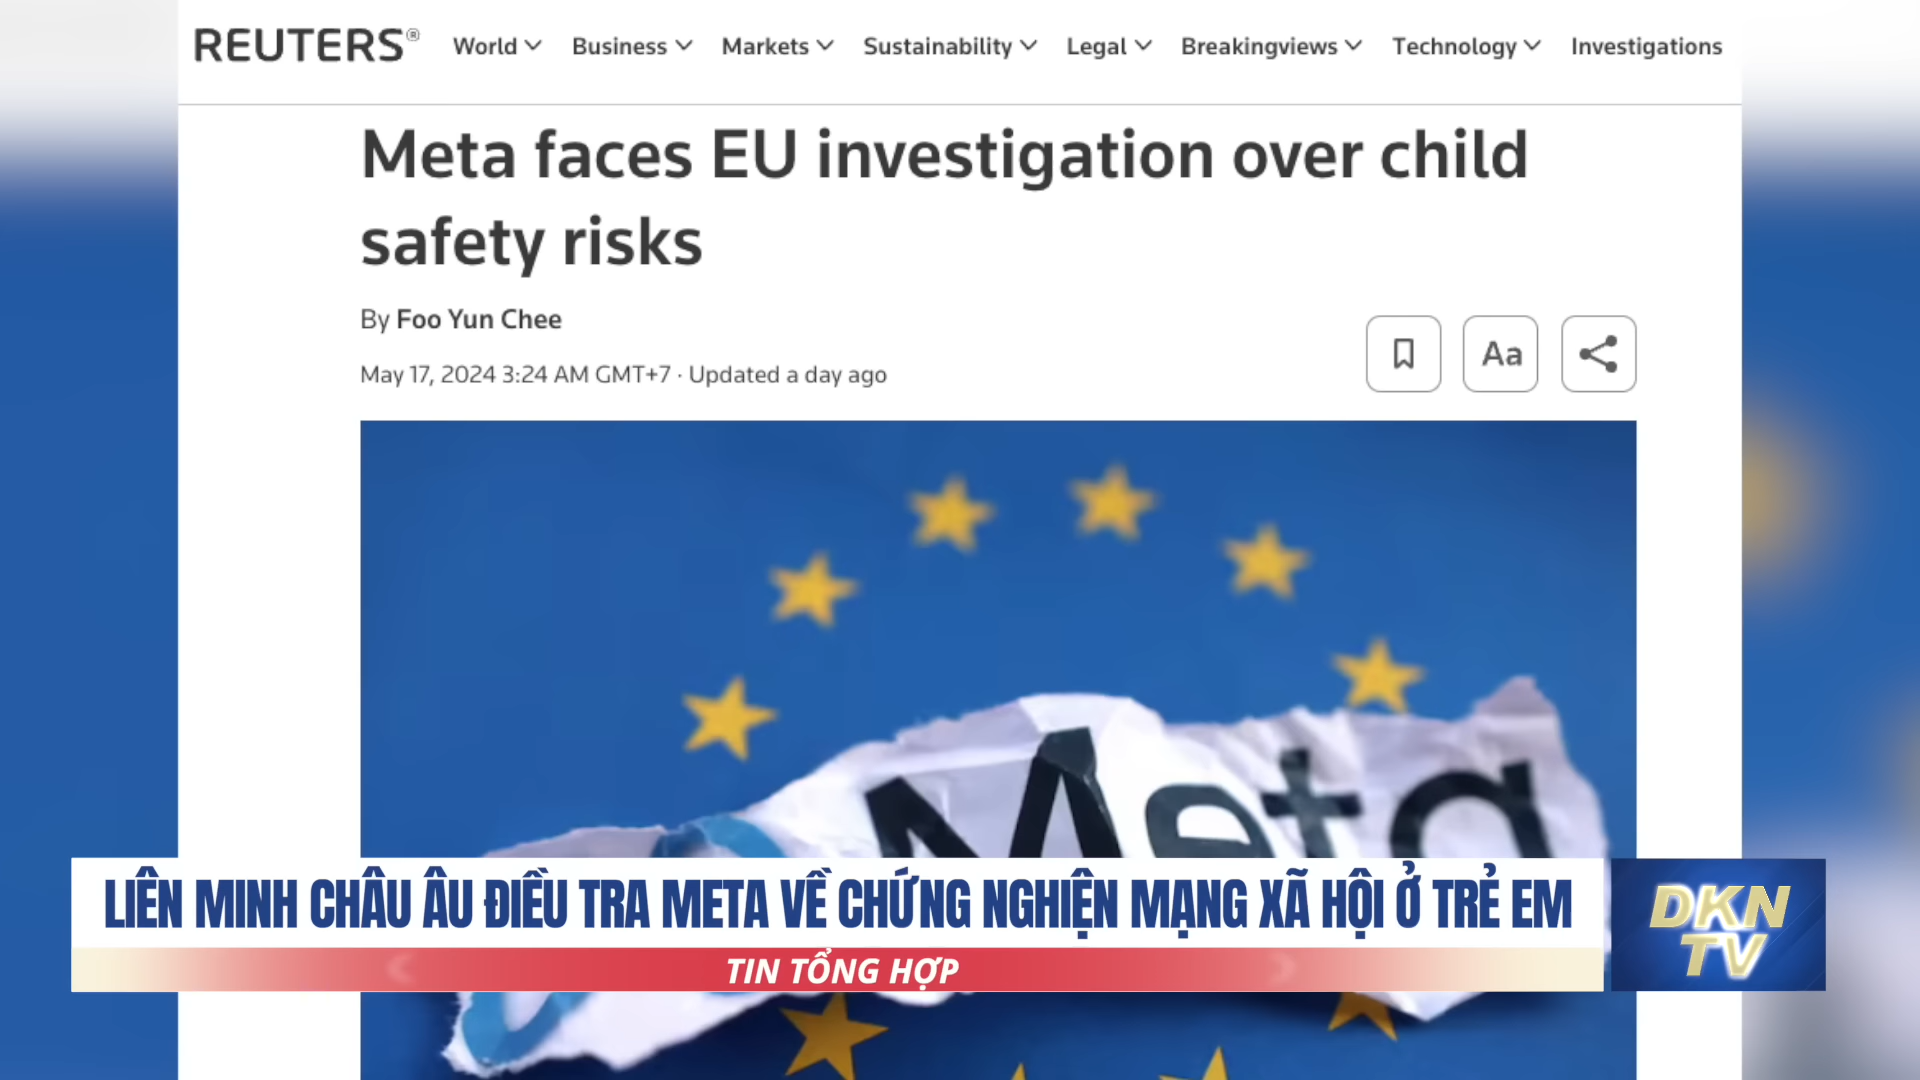 REUTERS®
World Business Markets Sustainability Legal Breakingviews Technology Investigations
Meta faces EU investigation over child
safety risks
By Foo Yun Chee
May 17, 2024 3:24 AM GMT+7 · Updated a day ago
Aa
Meta
LIÊN MINH CHÂU ÂU ĐIỀU TRA META VỀ CHỨNG NGHIỆN MẠNG XÃ HỘI Ở TRẺ EM
TIN TỔNG HỢP
DKN
TV